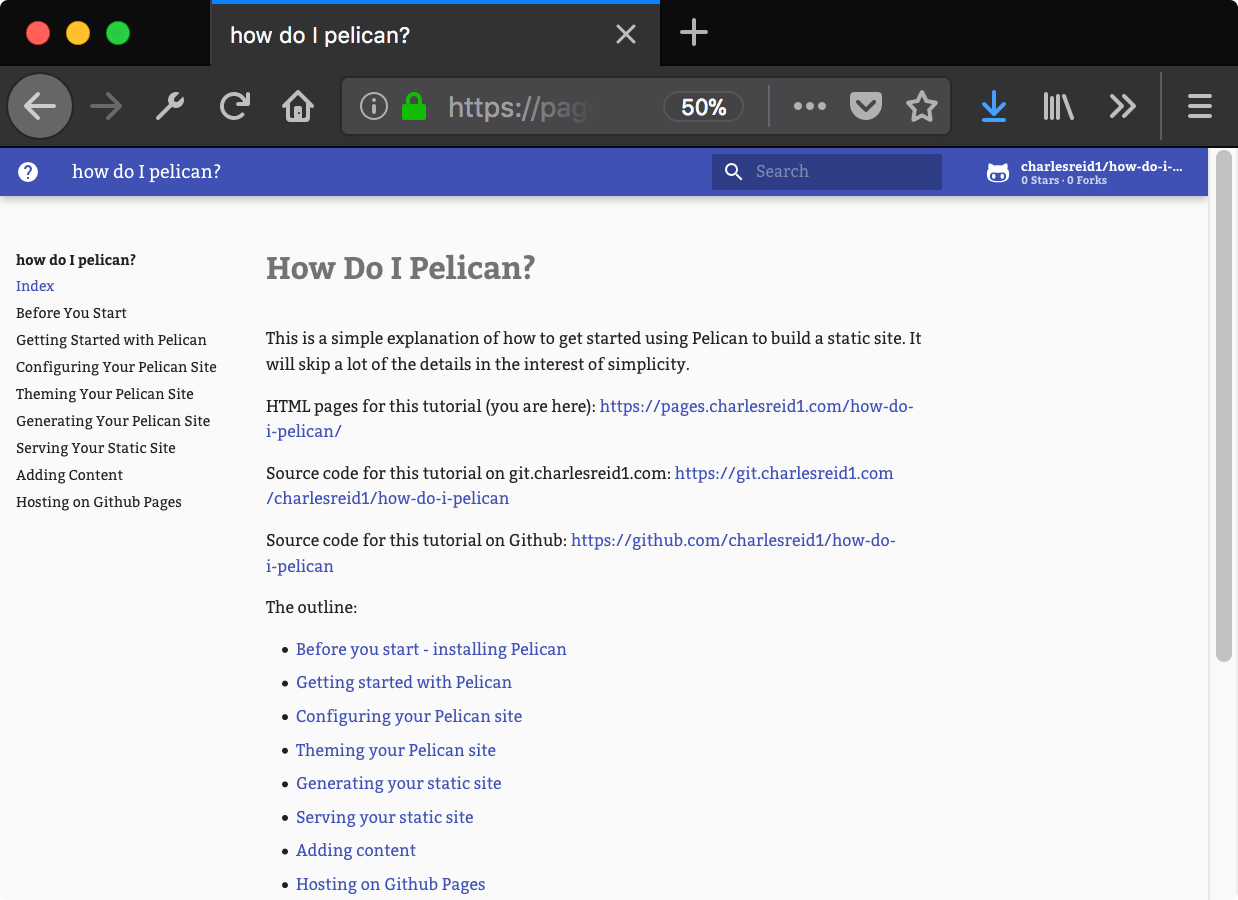 how do I pelican?
https://pag
50%
how do I pelican?
Search
charlesreid1/how-do-i-...
0 Stars · 0 Forks
how do I pelican?
Index
Before You Start
Getting Started with Pelican
Configuring Your Pelican Site
Theming Your Pelican Site
Generating Your Pelican Site
Serving Your Static Site
Adding Content
Hosting on Github Pages
How Do I Pelican?
This is a simple explanation of how to get started using Pelican to build a static site. It
will skip a lot of the details in the interest of simplicity.
HTML pages for this tutorial (you are here): https://pages.charlesreid1.com/how-do-
i-pelican/
Source code for this tutorial on git.charlesreid1.com: https://git.charlesreid1.com
/charlesreid1/how-do-i-pelican
Source code for this tutorial on Github: https://github.com/charlesreid1/how-do-
i-pelican
The outline:
• Before you start - installing Pelican
• Getting started with Pelican
• Configuring your Pelican site
• Theming your Pelican site
• Generating your static site
• Serving your static site
• Adding content
• Hosting on Github Pages